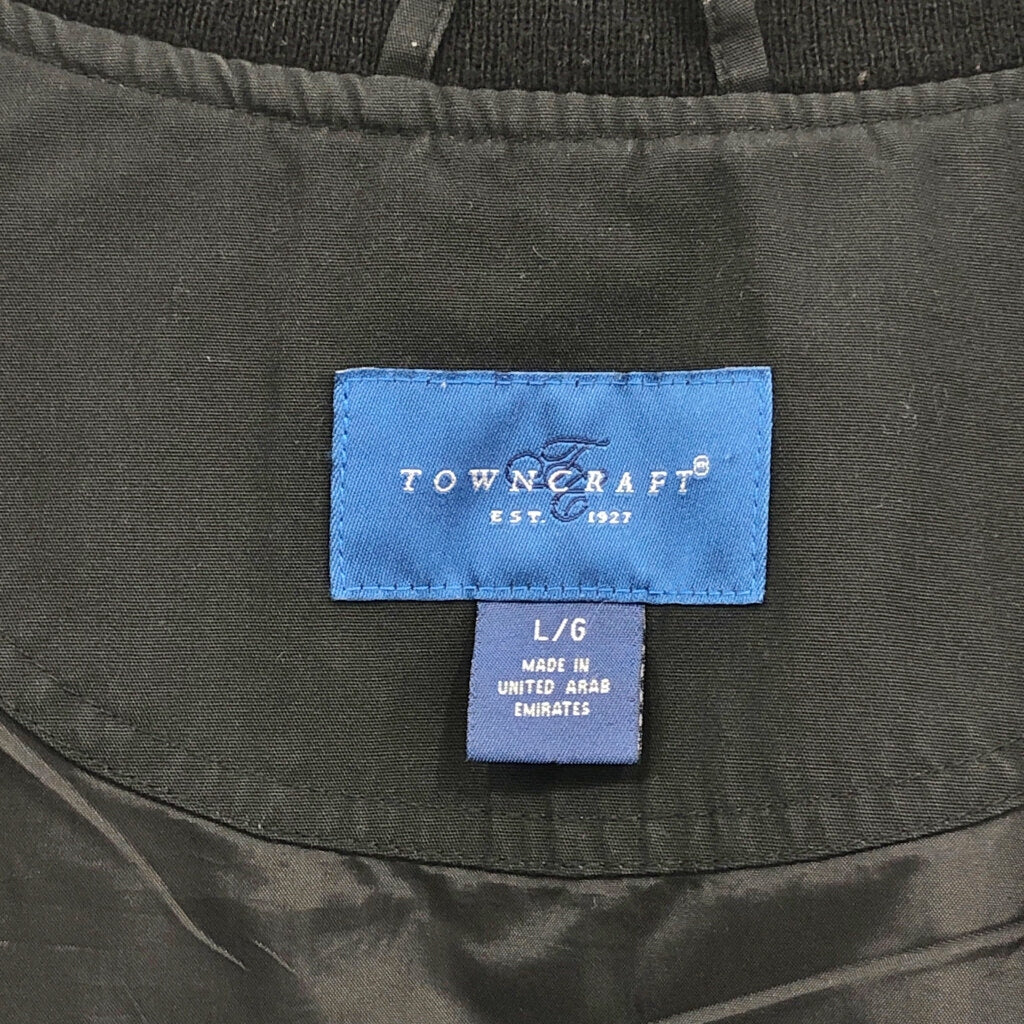 TOWNCRAFT®
EST. 1927
L/G
MADE IN
UNITED ARAB
EMIRATES